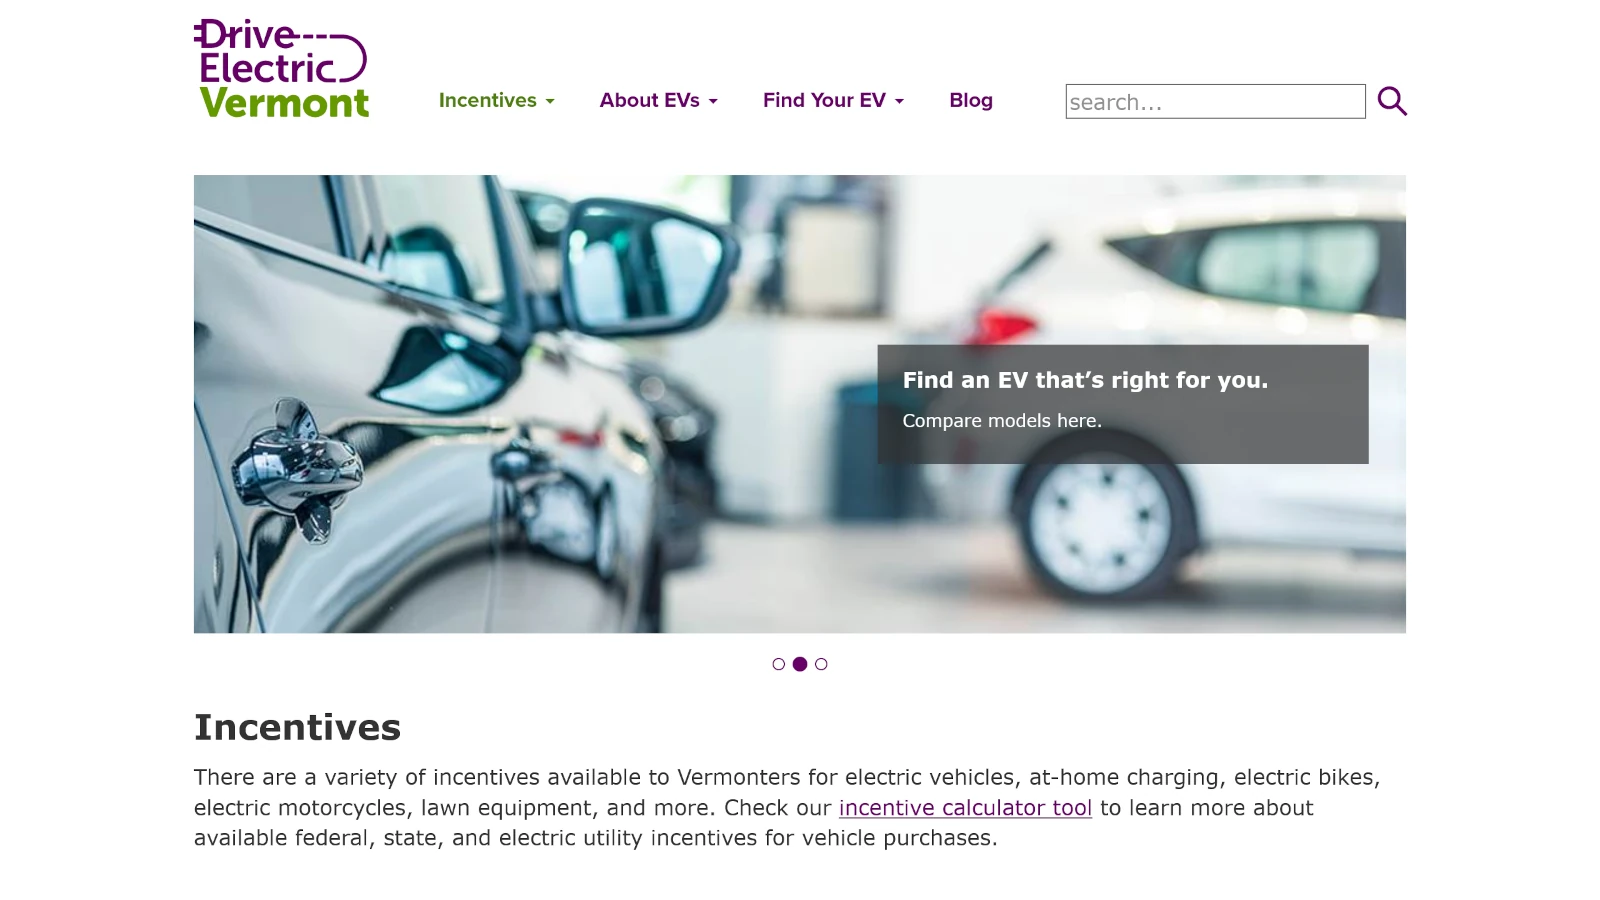 Drive
Electric
Vermont
Incentives
About EVs
Find Your EV
Blog
search...
Find an EV that’s right for you.
Compare models here.
Incentives
There are a variety of incentives available to Vermonters for electric vehicles, at-home charging, electric bikes,
electric motorcycles, lawn equipment, and more. Check our incentive calculator tool to learn more about
available federal, state, and electric utility incentives for vehicle purchases.